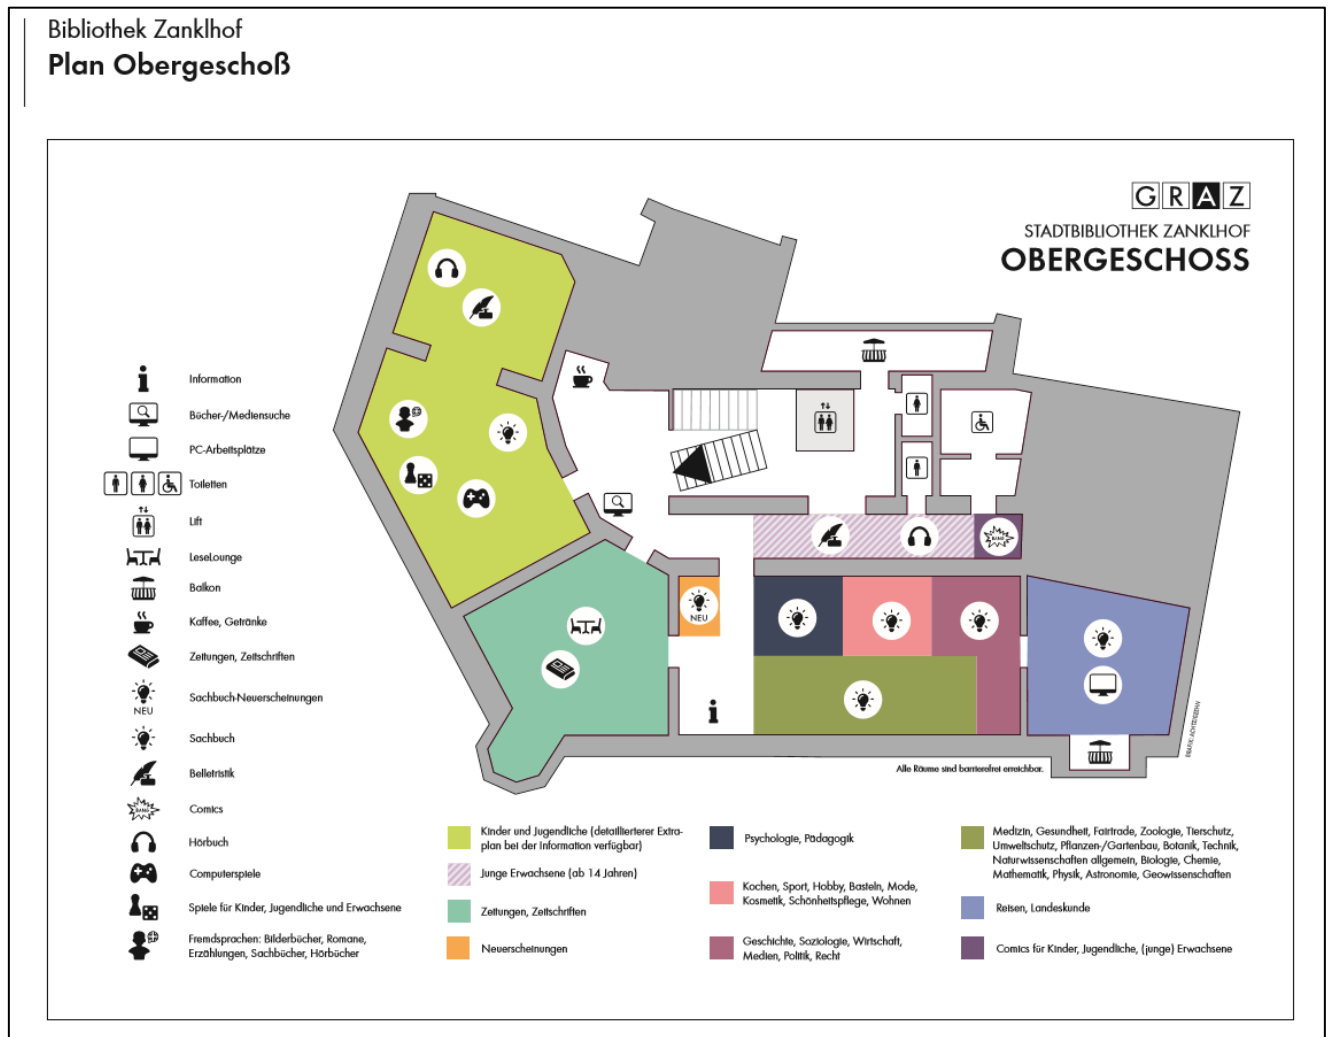 Bibliothek Zanklhof
Plan Obergeschoß
GRAZ
STADTBIBLIOTHEK ZANKLHOF
OBERGESCHOSS
Information
Bücher-/Mediensuche
PC-Arbeitsplätze
Toiletten
Lift
LeseLounge
Balkon
Kaffee, Getränke
Zeitungen, Zeitschriften
NEU
Sachbuch-Neuerscheinungen
Sachbuch
Belletristik
BANG
Comics
Hörbuch
Computerspiele
Spiele für Kinder, Jugendliche und Erwachsene
Fremdsprachen: Bilderbücher, Romane,
Erzählungen, Sachbücher, Hörbücher
BANG
NEU
Alle Räume sind barrierefrei erreichbar.
Kinder und Jugendliche (detaillierterer Extra-
plan bei der Information verfügbar)
Junge Erwachsene (ab 14 Jahren)
Zeitungen, Zeitschriften
Neuerscheinungen
Psychologie, Pädagogik
Kochen, Sport, Hobby, Basteln, Mode,
Kosmetik, Schönheitspflege, Wohnen
Geschichte, Soziologie, Wirtschaft,
Medien, Politik, Recht
Medizin, Gesundheit, Fairtrade, Zoologie, Tierschutz,
Umweltschutz, Pflanzen-/Gartenbau, Botanik, Technik,
Naturwissenschaften allgemein, Biologie, Chemie,
Mathematik, Physik, Astronomie, Geowissenschaften
Reisen, Landeskunde
Comics für Kinder, Jugendliche, (junge) Erwachsene